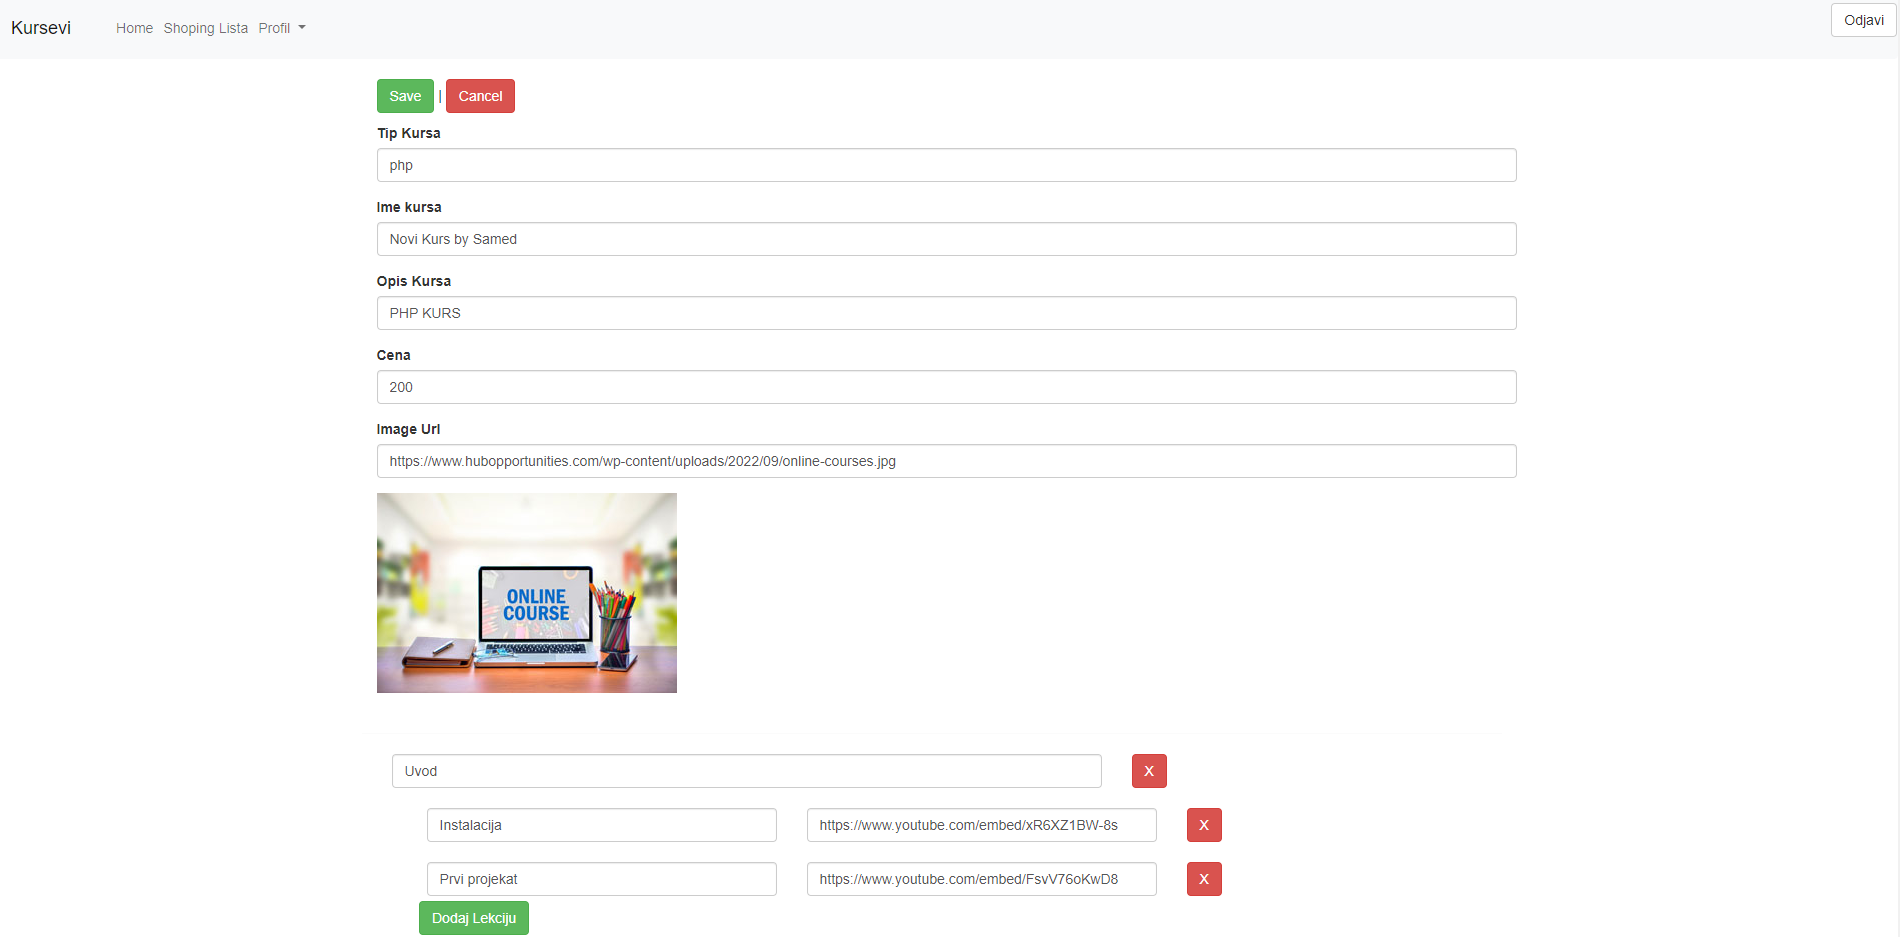 Kursevi Home Shoping Lista Profil Odjavi
Save | Cancel
Tip Kursa
php
Ime kursa
Novi Kurs by Samed
Opis Kursa
PHP KURS
Cena
200
Image Url
https://www.hubopportunities.com/wp-content/uploads/2022/09/online-courses.jpg
ONLINE
COURSE
Uvod X
Instalacija https://www.youtube.com/embed/xR6XZ1BW-8s X
Prvi projekat https://www.youtube.com/embed/FsvV76oKwD8 X
Dodaj Lekciju